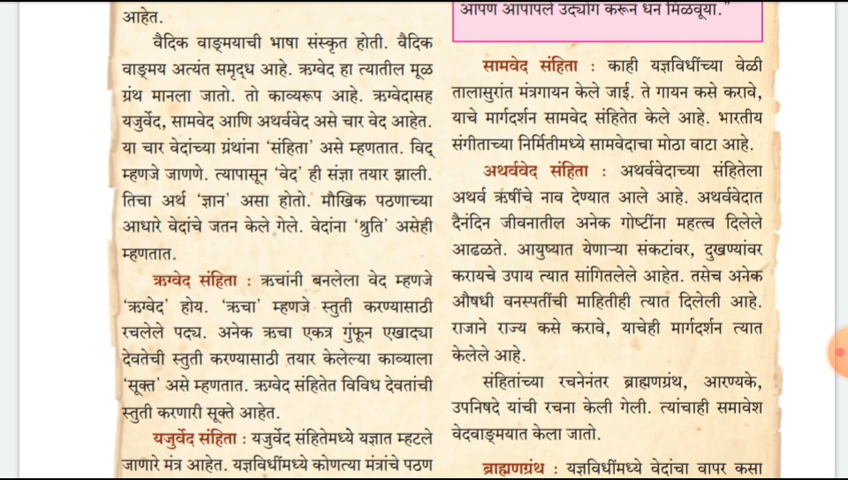 आहेत.
वैदिक वाङ्मयाची भाषा संस्कृत होती. वैदिक
वाङ्मय अत्यंत समृद्ध आहे. ऋग्वेद हा त्यातील मूळ
ग्रंथ मानला जातो. तो काव्यरूप आहे. ऋग्वेदासह
यजुर्वेद, सामवेद आणि अथर्ववेद असे चार वेद आहेत.
या चार वेदांच्या ग्रंथांना ‘संहिता’ असे म्हणतात. विद्
म्हणजे जाणणे. त्यापासून ‘वेद’ ही संज्ञा तयार झाली.
तिचा अर्थ ‘ज्ञान’ असा होतो. मौखिक पठणाच्या
आधारे वेदांचे जतन केले गेले. वेदांना ‘श्रुति’ असेही
म्हणतात.
ऋग्वेद संहिता : ऋचांनी बनलेला वेद म्हणजे
‘ऋग्वेद’ होय. ‘ऋचा’ म्हणजे स्तुती करण्यासाठी
रचलेले पद्य. अनेक ऋचा एकत्र गुंफून एखाद्या
देवतेची स्तुती करण्यासाठी तयार केलेल्या काव्याला
‘सूक्त’ असे म्हणतात. ऋग्वेद संहितेत विविध देवतांची
स्तुती करणारी सूक्ते आहेत.
यजुर्वेद संहिता : यजुर्वेद संहितेमध्ये यज्ञात म्हटले
जाणारे मंत्र आहेत. यज्ञविधींमध्ये कोणत्या मंत्रांचे पठण
आपण आपापले उद्योग करून धन मिळवूया.”
सामवेद संहिता : काही यज्ञविधींच्या वेळी
तालासुरांत मंत्रगायन केले जाई. ते गायन कसे करावे,
याचे मार्गदर्शन सामवेद संहितेत केले आहे. भारतीय
संगीताच्या निर्मितीमध्ये सामवेदाचा मोठा वाटा आहे.
अथर्ववेद संहिता : अथर्ववेदाच्या संहितेला
अथर्व ऋषींचे नाव देण्यात आले आहे. अथर्ववेदात
दैनंदिन जीवनातील अनेक गोष्टींना महत्त्व दिलेले
आढळते. आयुष्यात येणाऱ्या संकटांवर, दुखण्यांवर
करायचे उपाय त्यात सांगितलेले आहेत. तसेच अनेक
औषधी वनस्पतींची माहितीही त्यात दिलेली आहे.
राजाने राज्य कसे करावे, याचेही मार्गदर्शन त्यात
केलेले आहे.
संहितांच्या रचनेनंतर ब्राह्मणग्रंथ, आरण्यके,
उपनिषदे यांची रचना केली गेली. त्यांचाही समावेश
वेदवाङ्मयात केला जातो.
ब्राह्मणग्रंथ : यज्ञविधींमध्ये वेदांचा वापर कसा